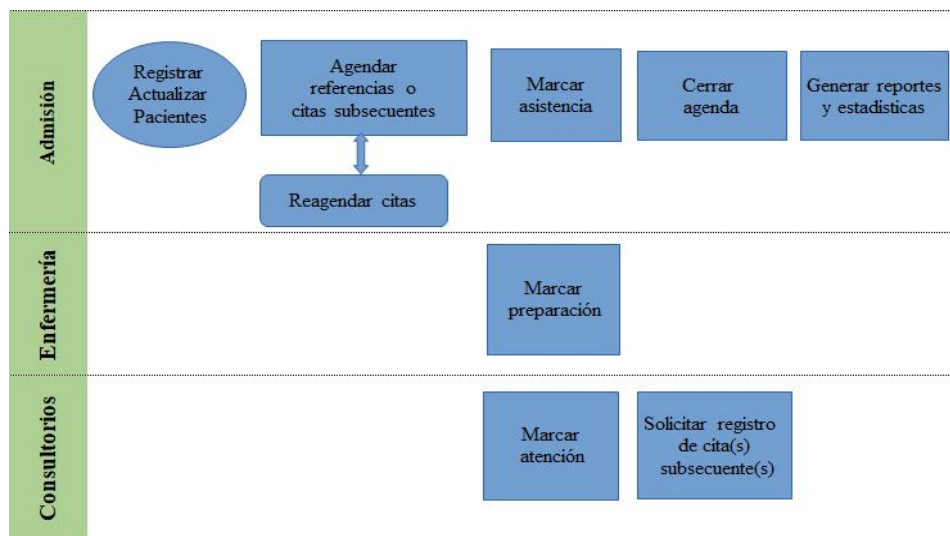 Admisión
Registrar
Actualizar
Pacientes
Agendar
referencias o
citas subsecuentes
Reagendar citas
Marcar
asistencia
Cerrar
agenda
Generar reportes
y estadísticas
Enfermería
Marcar
preparación
Consultorios
Marcar
atención
Solicitar registro
de cita(s)
subsecuente(s)